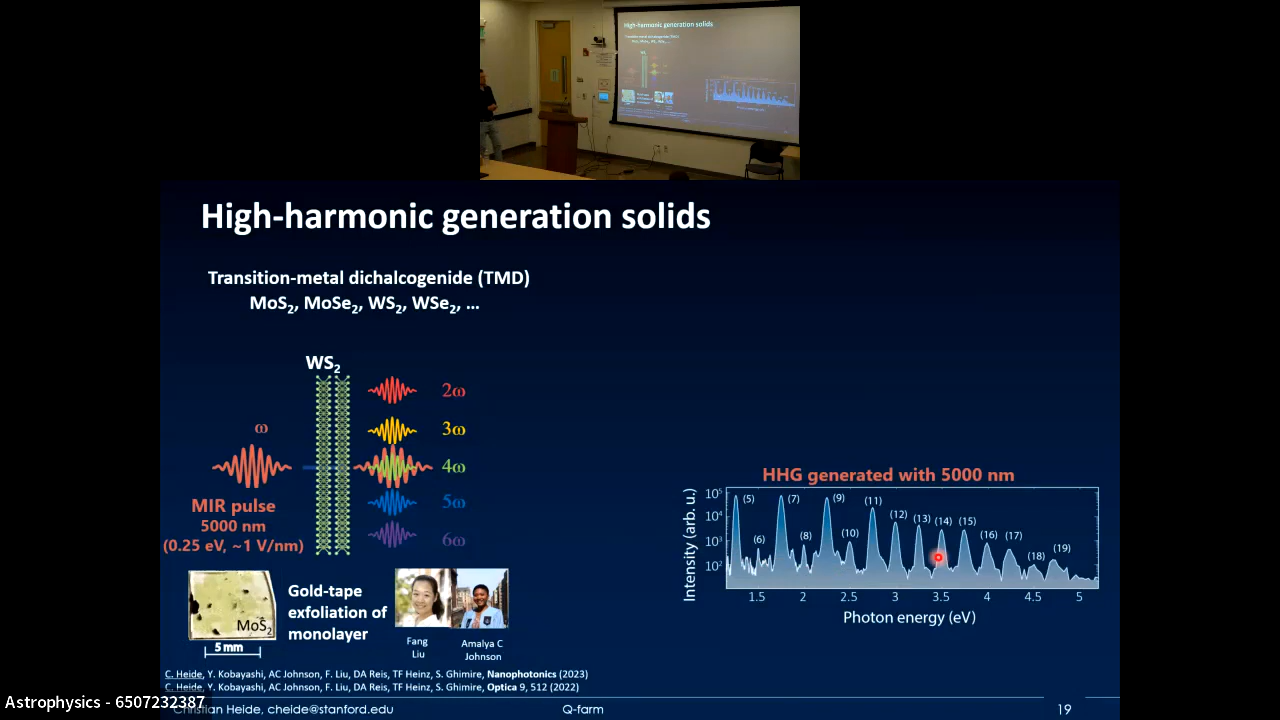 High-harmonic generation solids
High-harmonic generation solids
Transition-metal dichalcogenide (TMD)
MoS2, MoSe2, WS2, WSe2, ...
WS2
2ω
3ω
ω
4ω
5ω
6ω
MIR pulse
5000 nm
(0.25 eV, ~1 V/nm)
HHG generated with 5000 nm
Intensity (arb. u.)
10^5
10^4
10^3
10^2
(5)
(6)
(7)
(8)
(9)
(10)
(11)
(12)
(13)
(14)
(15)
(16)
(17)
(18)
(19)
1.5 2 2.5 3 3.5 4 4.5 5
Photon energy (eV)
MoS2
5 mm
Gold-tape
exfoliation of
monolayer
Fang
Liu
Amalya C
Johnson
C. Heide, Y. Kobayashi, AC Johnson, F. Liu, DA Reis, TF Heinz, S. Ghimire, Nanophotonics (2023)
C. Heide, Y. Kobayashi, AC Johnson, F. Liu, DA Reis, TF Heinz, S. Ghimire, Optica 9, 512 (2022)
Astrophysics - 6507232387
Christian Heide, cheide@stanford.edu
Q-farm
19